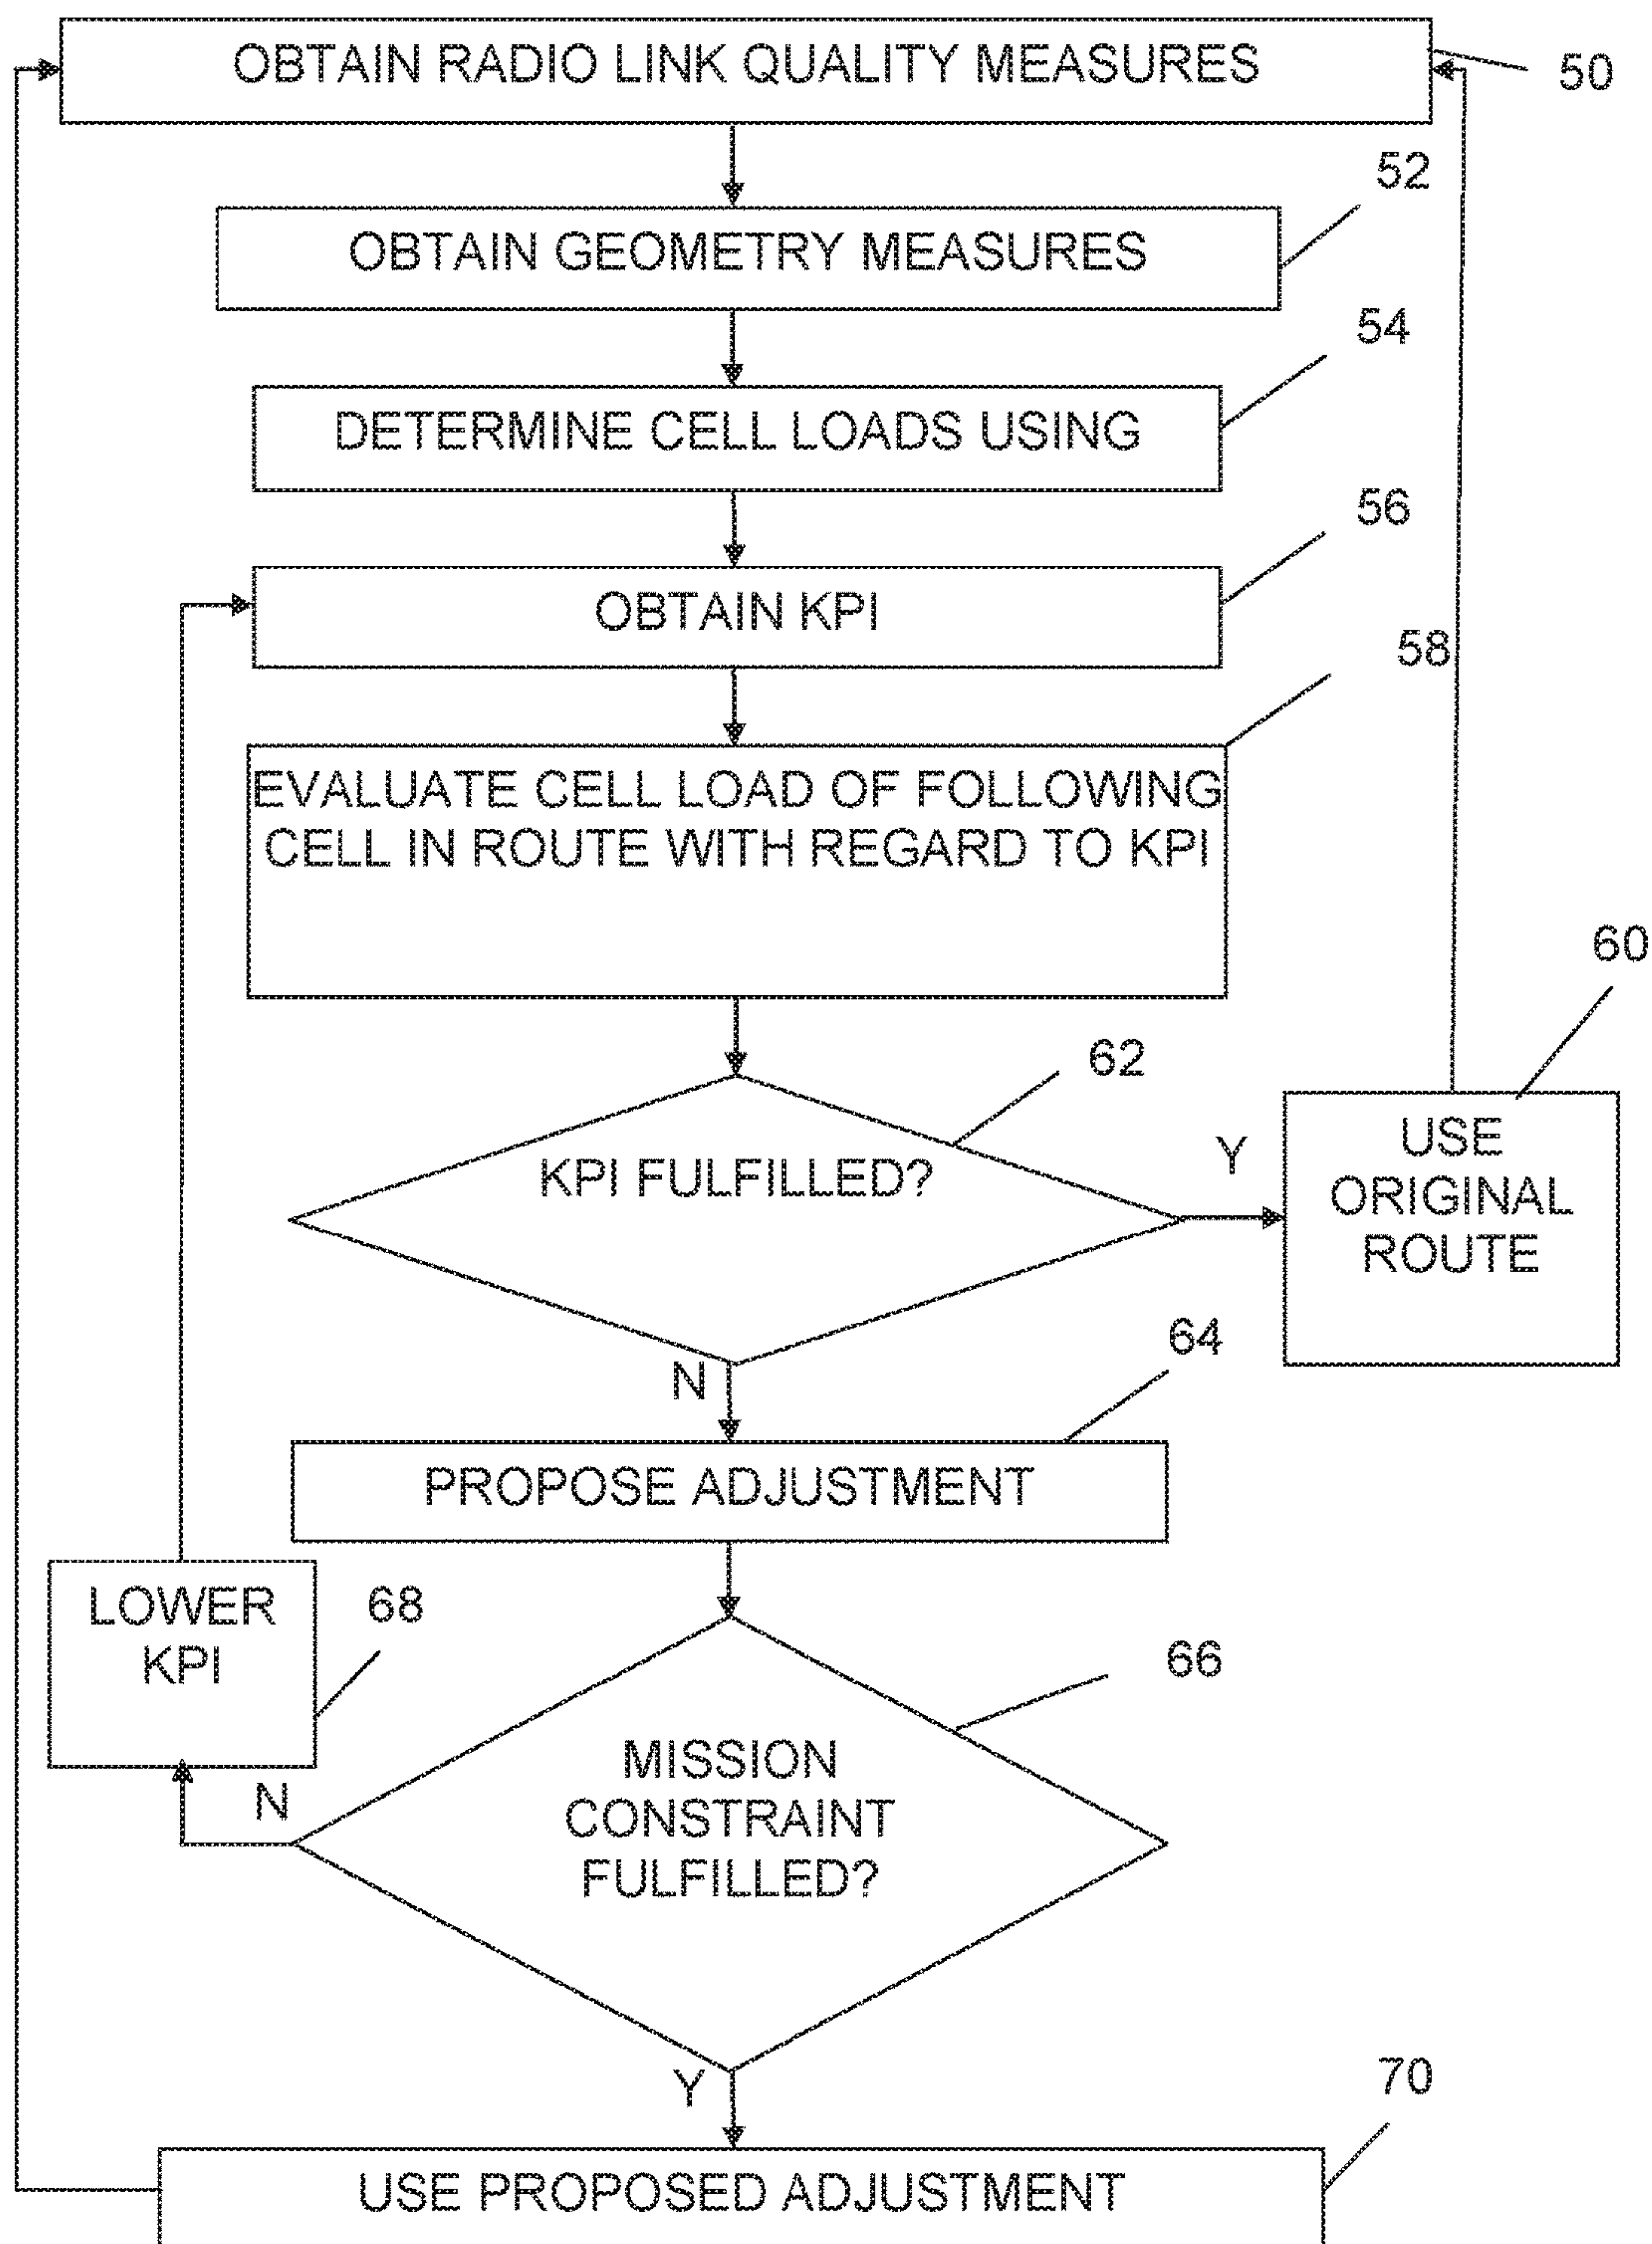 OBTAIN RADIO LINK QUALITY MEASURES
50
52
OBTAIN GEOMETRY MEASURES
54
DETERMINE CELL LOADS USING
56
OBTAIN KPI
58
EVALUATE CELL LOAD OF FOLLOWING
CELL IN ROUTE WITH REGARD TO KPI
60
62
KPI FULFILLED?
Y
USE
ORIGINAL
ROUTE
64
N
PROPOSE ADJUSTMENT
LOWER
KPI
68
66
MISSION
CONSTRAINT
FULFILLED?
N
Y
70
USE PROPOSED ADJUSTMENT